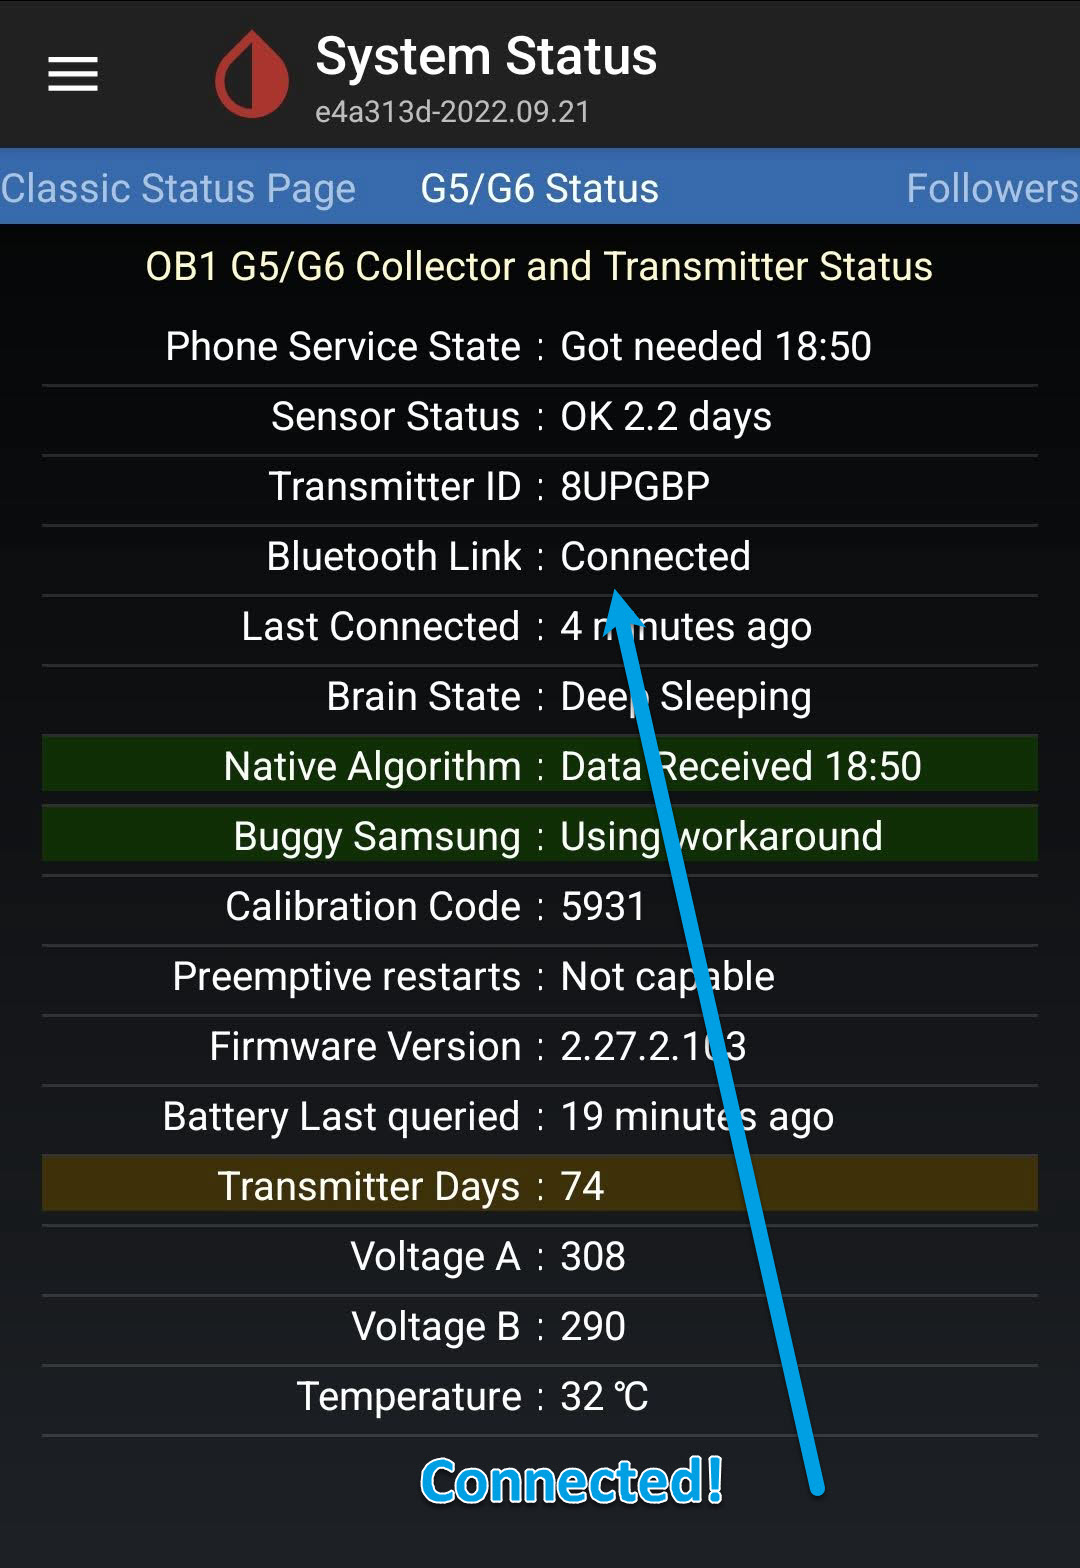 System Status
e4a313d-2022.09.21
Classic Status Page G5/G6 Status Followers
OB1 G5/G6 Collector and Transmitter Status
Phone Service State : Got needed 18:50
Sensor Status : OK 2.2 days
Transmitter ID : 8UPGBP
Bluetooth Link : Connected
Last Connected : 4 minutes ago
Brain State : Deep Sleeping
Native Algorithm : Data Received 18:50
Buggy Samsung : Using workaround
Calibration Code : 5931
Preemptive restarts : Not capable
Firmware Version : 2.27.2.103
Battery Last queried : 19 minutes ago
Transmitter Days : 74
Voltage A : 308
Voltage B : 290
Temperature : 32 ℃
Connected!